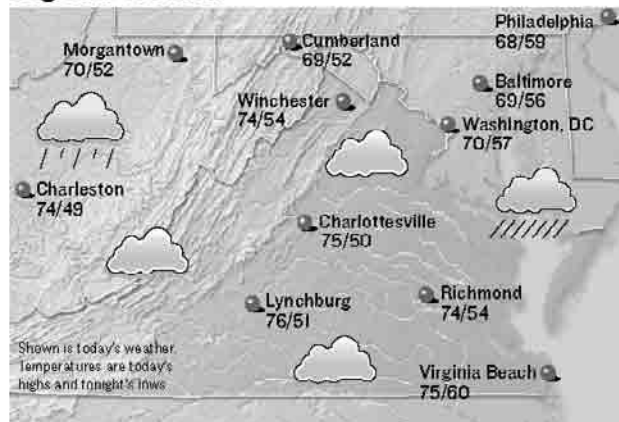 Philadelphia
68/59
Morgantown
70/52
Cumberland
69/52
Baltimore
69/56
Winchester
74/54
Washington, DC
70/57
Charleston
74/49
Charlottesville
75/50
Lynchburg
76/51
Richmond
74/54
Shown is today's weather.
Temperatures are today's
highs and tonight's lows
Virginia Beach
75/60